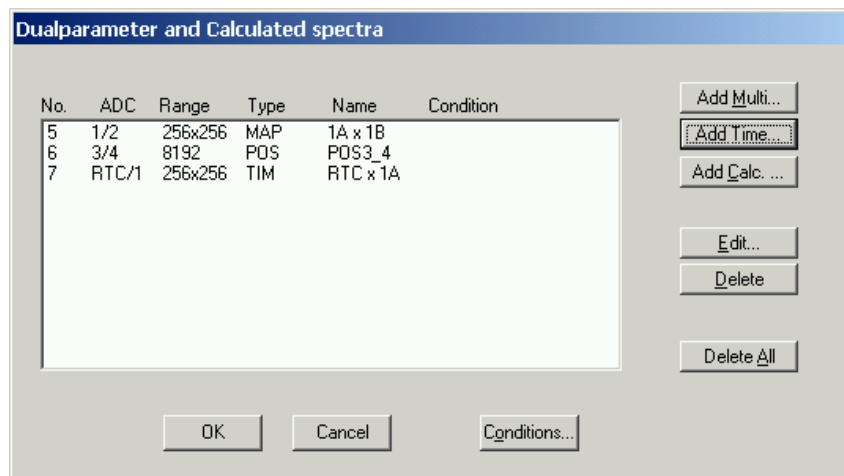 Dualparameter and Calculated spectra
No. ADC Range Type Name Condition
5 1/2 256x256 MAP 1A x 1B
6 3/4 8192 POS POS3_4
7 RTC/1 256x256 TIM RTC x 1A
Add Multi...
Add Time...
Add Calc. ...
Edit...
Delete
Delete All
OK Cancel Conditions...